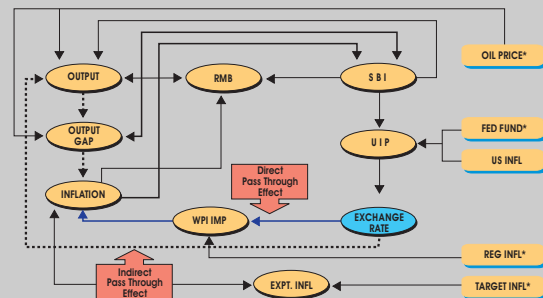 OIL PRICE*
OUTPUT
RMB
S B I
OUTPUT
GAP
U I P
FED FUND*
US INFL
Direct
Pass Through
Effect
INFLATION
WPI IMP
EXCHANGE
RATE
REG INFL*
Indirect
Pass Through
Effect
EXPT. INFL
TARGET INFL*